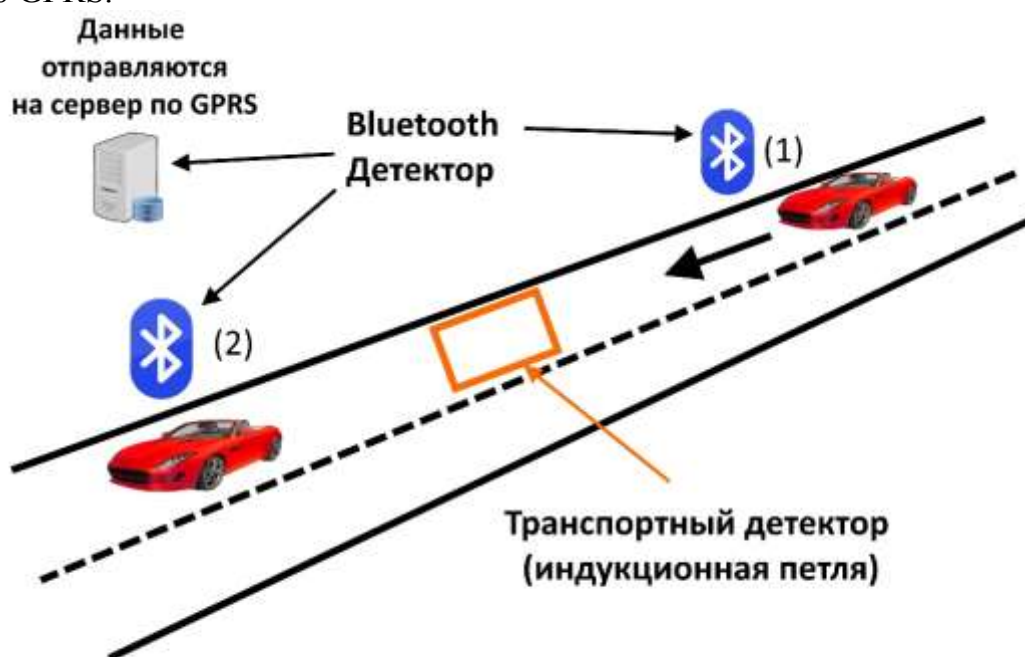 Данные
отправляются
на сервер по GPRS
Bluetooth
Детектор
(1)
(2)
Транспортный детектор
(индукционная петля)